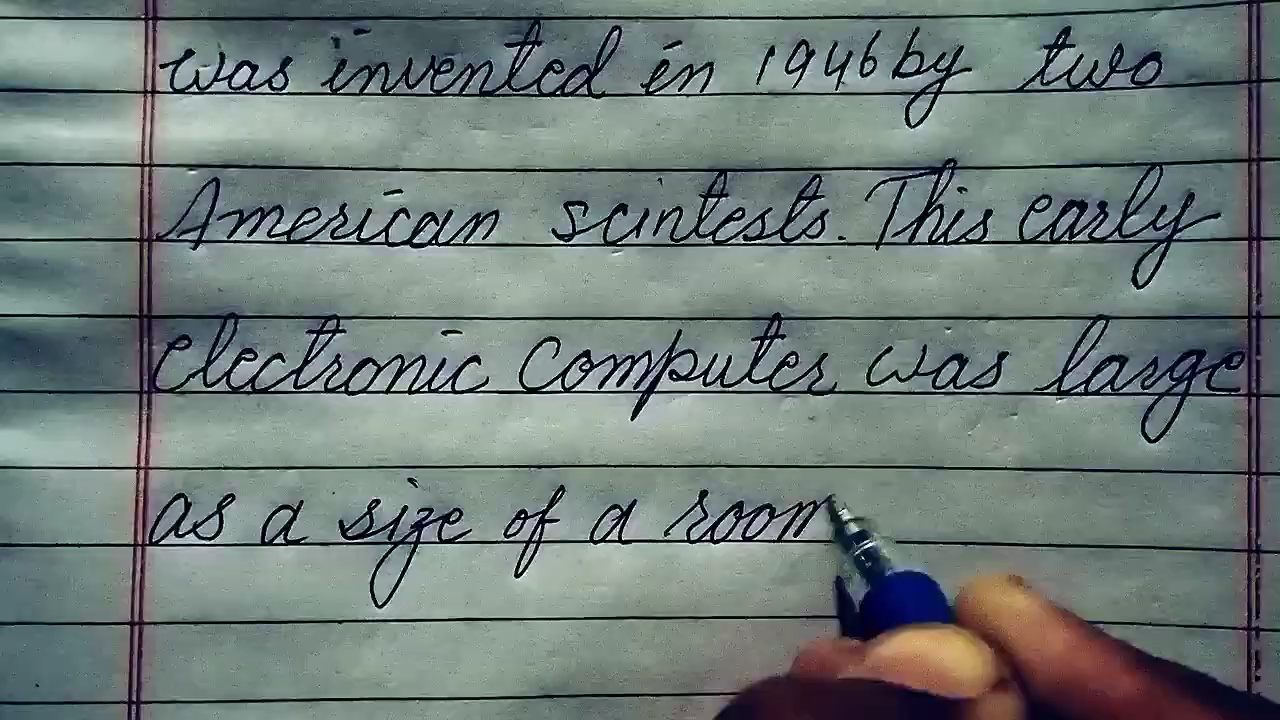 was invented in 1946 by two
American scintests. This early
electronic computer was large
as a size of a room